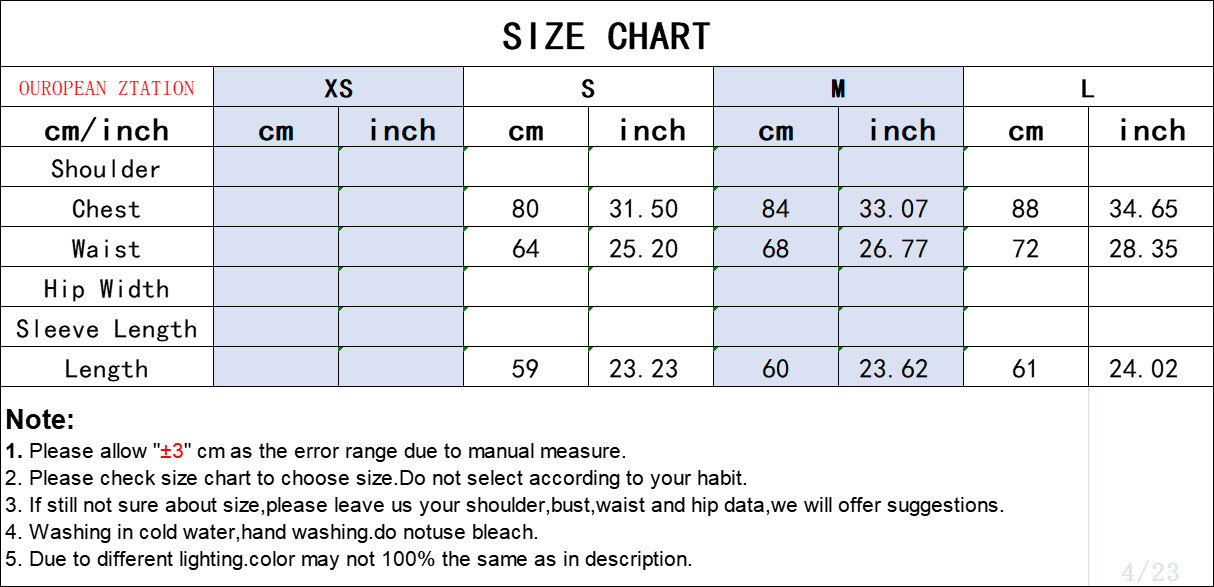 SIZE CHART
OUROPEAN ZTATION XS S M L
cm/inch cm inch cm inch cm inch cm inch
Shoulder
Chest 80 31.50 84 33.07 88 34.65
Waist 64 25.20 68 26.77 72 28.35
Hip Width
Sleeve Length
Length 59 23.23 60 23.62 61 24.02
Note:
1. Please allow "±3" cm as the error range due to manual measure.
2. Please check size chart to choose size.Do not select according to your habit.
3. If still not sure about size,please leave us your shoulder,bust,waist and hip data,we will offer suggestions.
4. Washing in cold water,hand washing.do notuse bleach.
5. Due to different lighting.color may not 100% the same as in description.
4/23